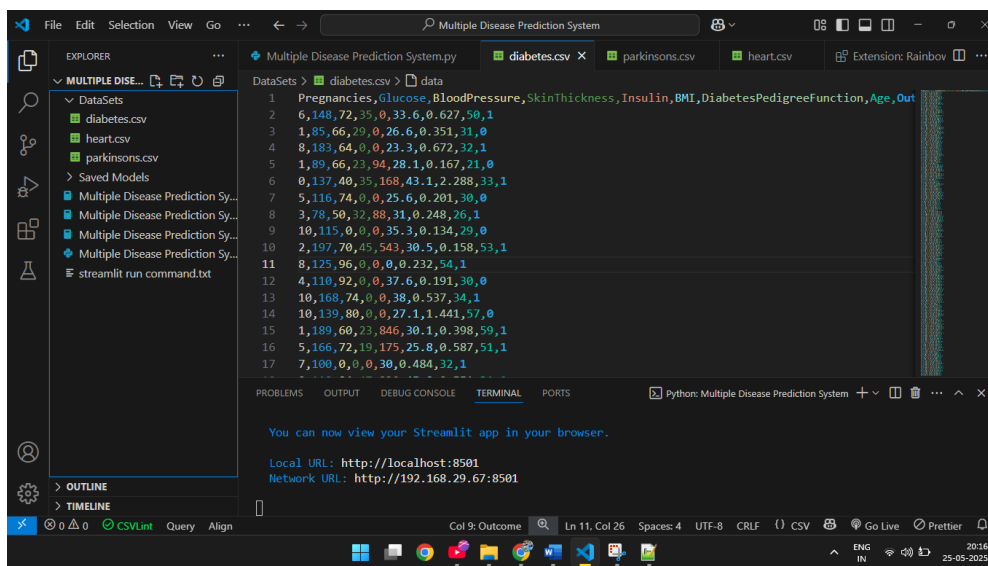 File Edit Selection View Go ··· Multiple Disease Prediction System
EXPLORER ···
MULTIPLE DISE...
DataSets
diabetes.csv
heart.csv
parkinsons.csv
Saved Models
Multiple Disease Prediction Sy...
Multiple Disease Prediction Sy...
Multiple Disease Prediction Sy...
Multiple Disease Prediction Sy...
streamlit run command.txt
OUTLINE
TIMELINE
Multiple Disease Prediction System.py diabetes.csv parkinsons.csv heart.csv Extension: Rainbov ···
DataSets > diabetes.csv > data
1 Pregnancies,Glucose,BloodPressure,SkinThickness,Insulin,BMI,DiabetesPedigreeFunction,Age,Out
2 6,148,72,35,0,33.6,0.627,50,1
3 1,85,66,29,0,26.6,0.351,31,0
4 8,183,64,0,0,23.3,0.672,32,1
5 1,89,66,23,94,28.1,0.167,21,0
6 0,137,40,35,168,43.1,2.288,33,1
7 5,116,74,0,0,25.6,0.201,30,0
8 3,78,50,32,88,31,0.248,26,1
9 10,115,0,0,0,35.3,0.134,29,0
10 2,197,70,45,543,30.5,0.158,53,1
11 8,125,96,0,0,0,0.232,54,1
12 4,110,92,0,0,37.6,0.191,30,0
13 10,168,74,0,0,38,0.537,34,1
14 10,139,80,0,0,27.1,1.441,57,0
15 1,189,60,23,846,30.1,0.398,59,1
16 5,166,72,19,175,25.8,0.587,51,1
17 7,100,0,0,0,30,0.484,32,1
PROBLEMS OUTPUT DEBUG CONSOLE TERMINAL PORTS Python: Multiple Disease Prediction System ···
You can now view your Streamlit app in your browser.
Local URL: http://localhost:8501
Network URL: http://192.168.29.67:8501
0 0 CSVLint Query Align Col 9: Outcome Ln 11, Col 26 Spaces: 4 UTF-8 CRLF {} CSV Go Live Prettier
ENG
IN
20:16
25-05-2025